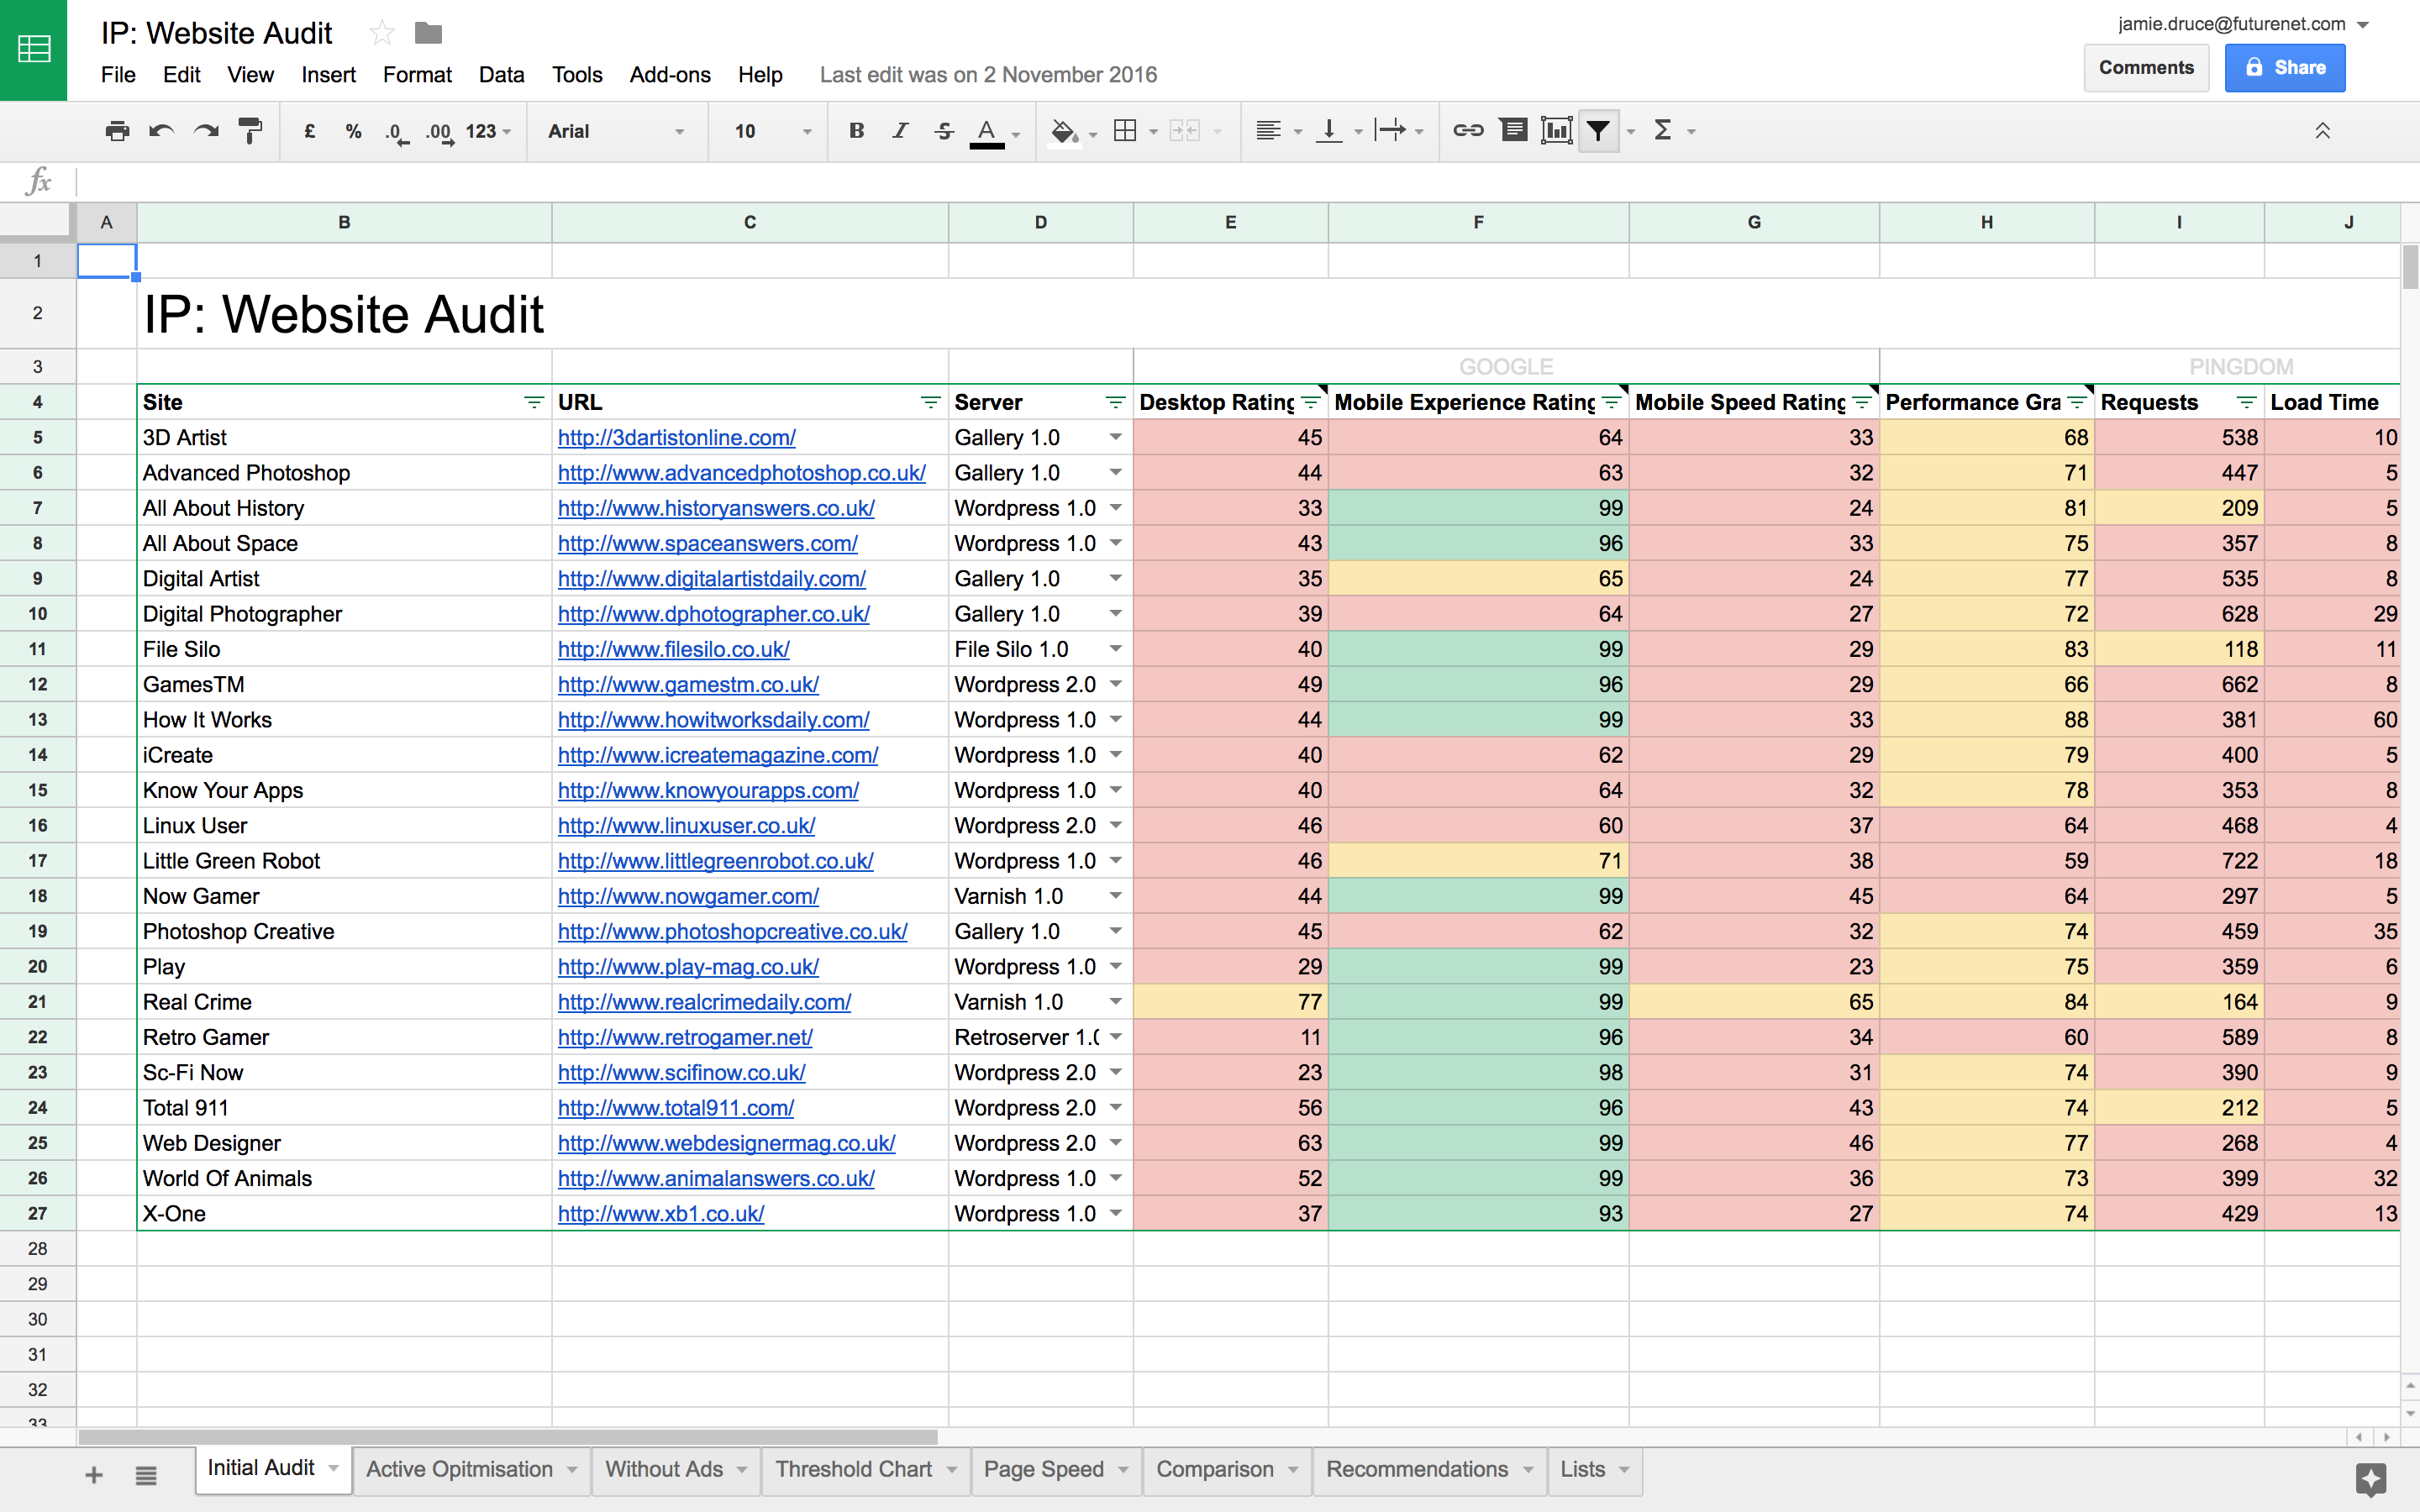 IP: Website Audit
jamie.druce@futurenet.com
File Edit View Insert Format Data Tools Add-ons Help Last edit was on 2 November 2016
Comments Share
£ % .0 .00 123 Arial 10 B I S A Σ
fx
A B C D E F G H I J
1
2 IP: Website Audit
3 GOOGLE PINGDOM
4 Site URL Server Desktop Rating Mobile Experience Rating Mobile Speed Rating Performance Gra Requests Load Time
5 3D Artist http://3dartistonline.com/ Gallery 1.0 45 64 33 68 538 10
6 Advanced Photoshop http://www.advancedphotoshop.co.uk/ Gallery 1.0 44 63 32 71 447 5
7 All About History http://www.historyanswers.co.uk/ Wordpress 1.0 33 99 24 81 209 5
8 All About Space http://www.spaceanswers.com/ Wordpress 1.0 43 96 33 75 357 8
9 Digital Artist http://www.digitalartistdaily.com/ Gallery 1.0 35 65 24 77 535 8
10 Digital Photographer http://www.dphotographer.co.uk/ Gallery 1.0 39 64 27 72 628 29
11 File Silo http://www.filesilo.co.uk/ File Silo 1.0 40 99 29 83 118 11
12 GamesTM http://www.gamestm.co.uk/ Wordpress 2.0 49 96 29 66 662 8
13 How It Works http://www.howitworksdaily.com/ Wordpress 1.0 44 99 33 88 381 60
14 iCreate http://www.icreatemagazine.com/ Wordpress 1.0 40 62 29 79 400 5
15 Know Your Apps http://www.knowyourapps.com/ Wordpress 1.0 40 64 32 78 353 8
16 Linux User http://www.linuxuser.co.uk/ Wordpress 2.0 46 60 37 64 468 4
17 Little Green Robot http://www.littlegreenrobot.co.uk/ Wordpress 1.0 46 71 38 59 722 18
18 Now Gamer http://www.nowgamer.com/ Varnish 1.0 44 99 45 64 297 5
19 Photoshop Creative http://www.photoshopcreative.co.uk/ Gallery 1.0 45 62 32 74 459 35
20 Play http://www.play-mag.co.uk/ Wordpress 1.0 29 99 23 75 359 6
21 Real Crime http://www.realcrimedaily.com/ Varnish 1.0 77 99 65 84 164 9
22 Retro Gamer http://www.retrogamer.net/ Retroserver 1.0 11 96 34 60 589 8
23 Sc-Fi Now http://www.scifinow.co.uk/ Wordpress 2.0 23 98 31 74 390 9
24 Total 911 http://www.total911.com/ Wordpress 2.0 56 96 43 74 212 5
25 Web Designer http://www.webdesignermag.co.uk/ Wordpress 2.0 63 99 46 77 268 4
26 World Of Animals http://www.animalanswers.co.uk/ Wordpress 1.0 52 99 36 73 399 32
27 X-One http://www.xb1.co.uk/ Wordpress 1.0 37 93 27 74 429 13
28
29
30
31
32
33
Initial Audit Active Opitmisation Without Ads Threshold Chart Page Speed Comparison Recommendations Lists